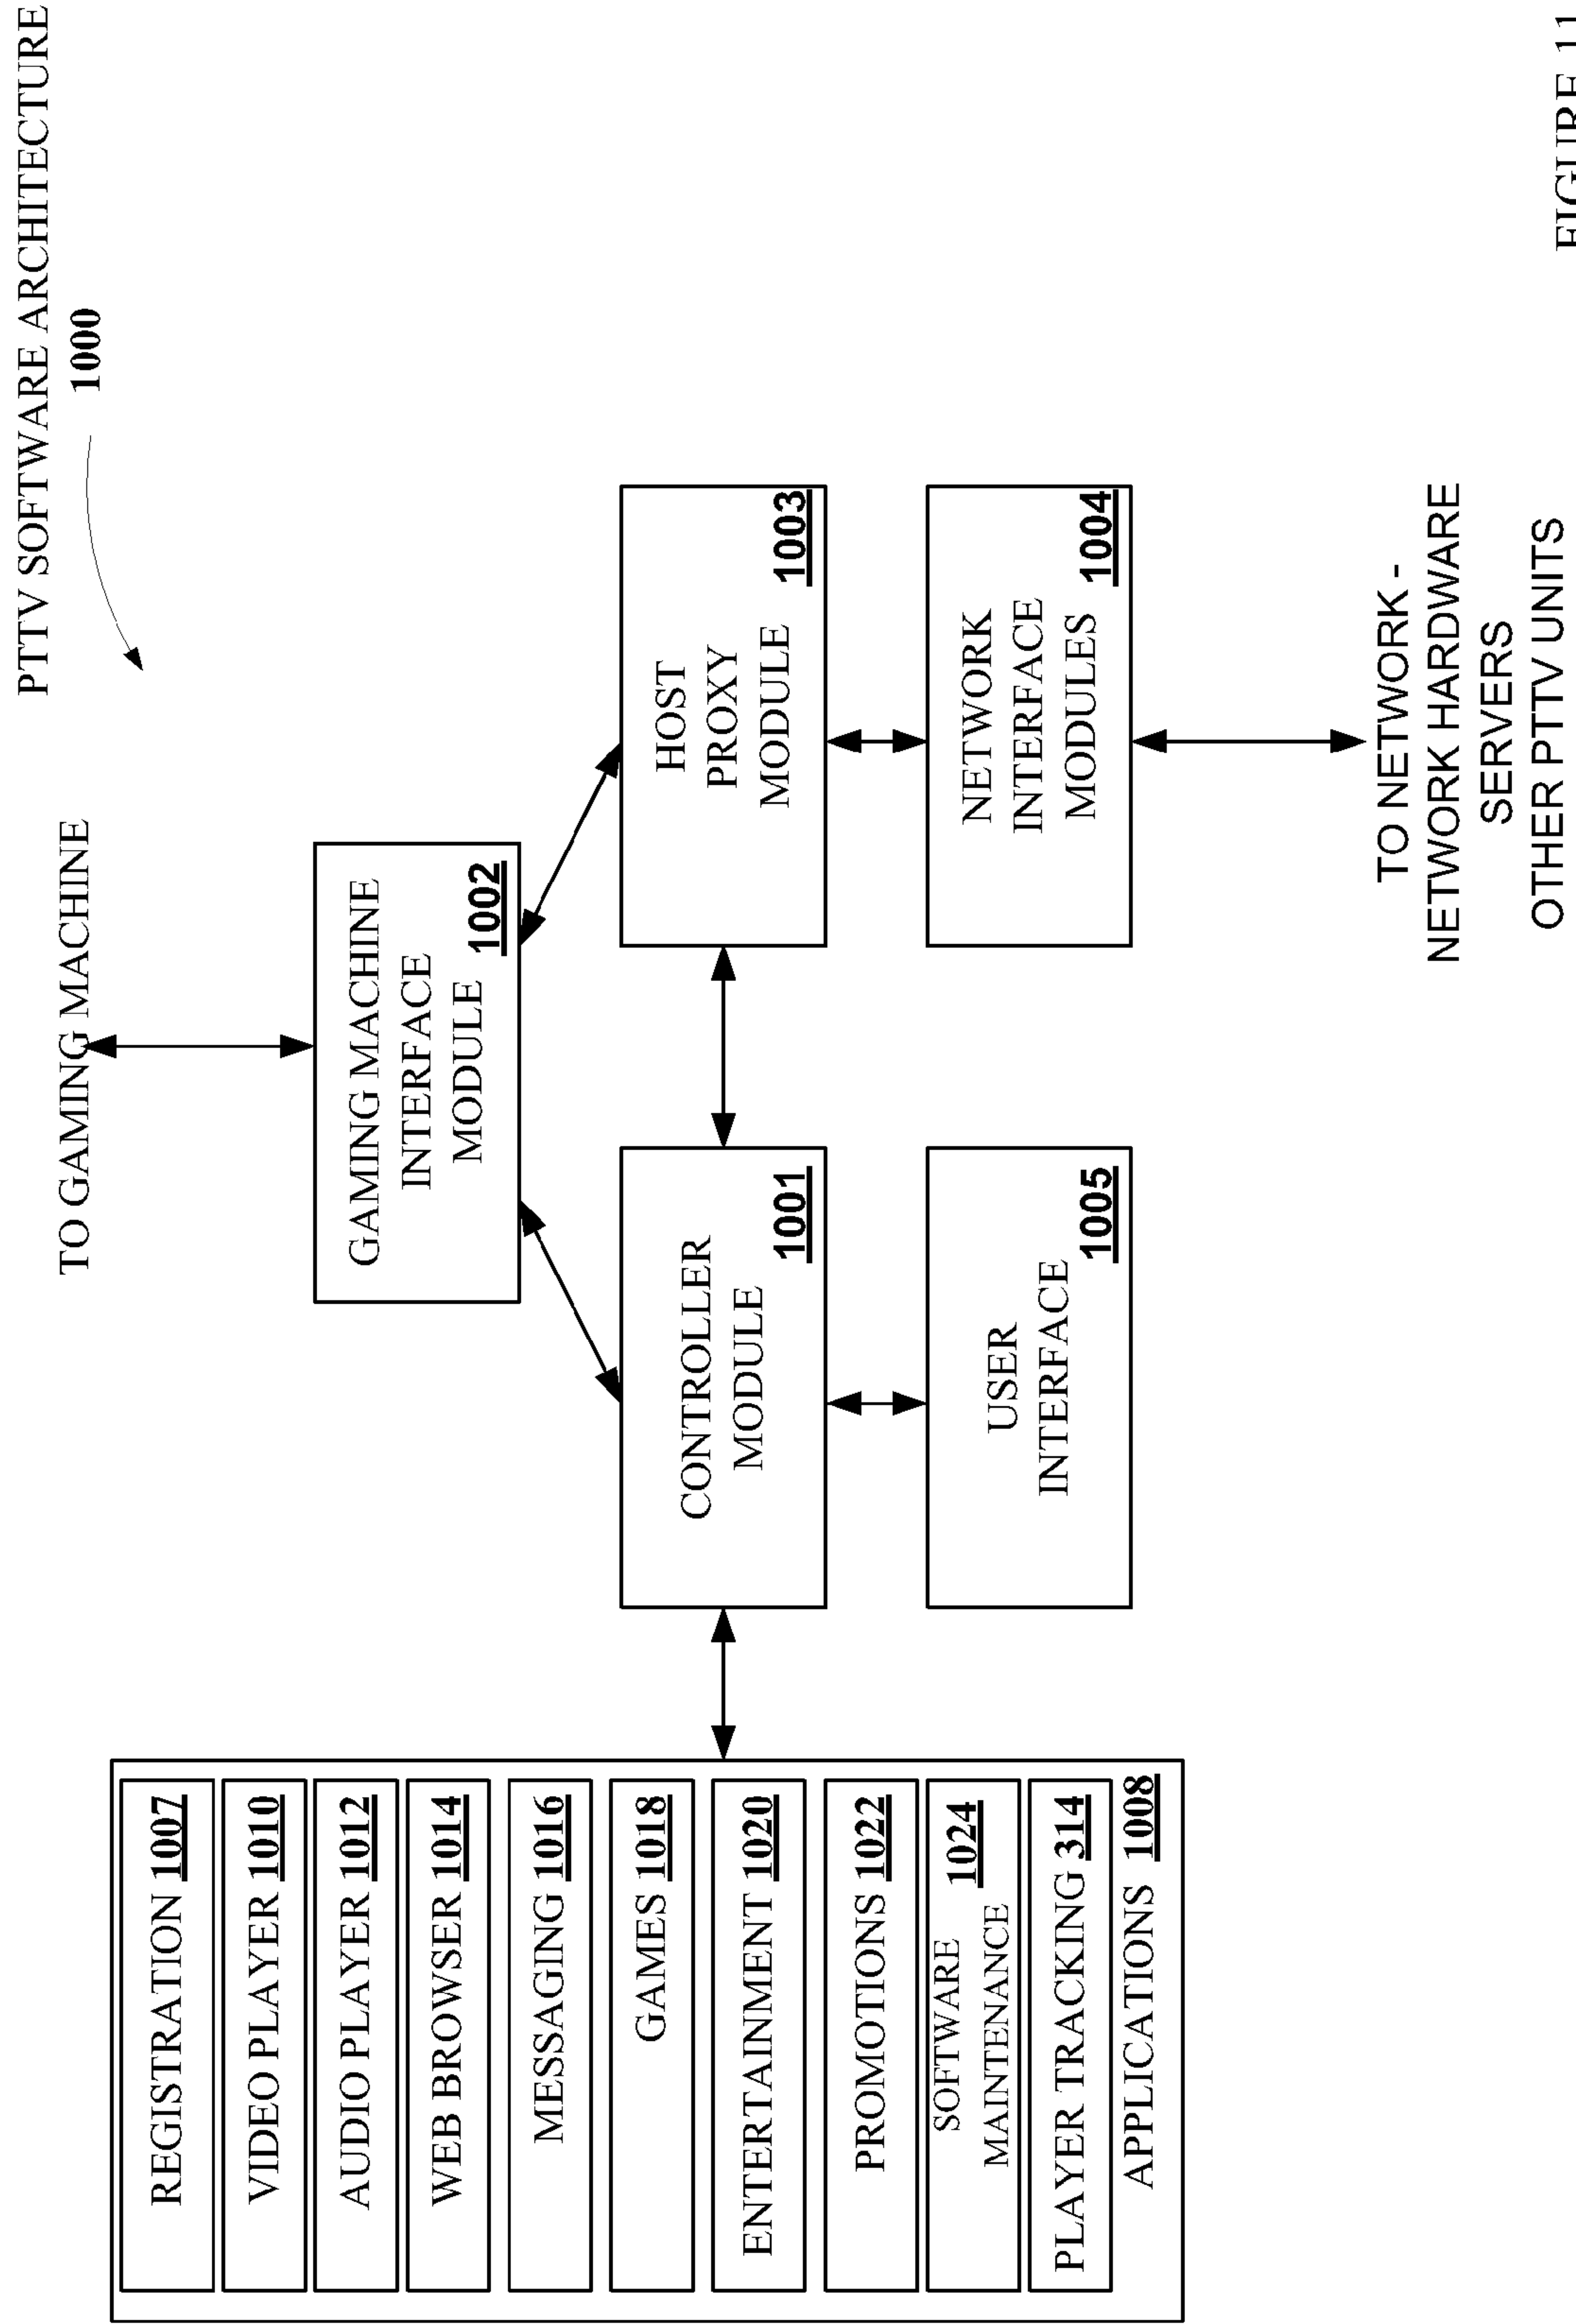 PTTV SOFTWARE ARCHITECTURE
1000
TO GAMING MACHINE
REGISTRATION 1007
VIDEO PLAYER 1010
AUDIO PLAYER 1012
WEB BROWSER 1014
MESSAGING 1016
GAMES 1018
ENTERTAINMENT 1020
PROMOTIONS 1022
SOFTWARE
1024
MAINTENANCE
PLAYER TRACKING 314
APPLICATIONS 1008
GAMING MACHINE
INTERFACE
MODULE
1002
CONTROLLER
MODULE
1001
HOST
PROXY
MODULE
1003
USER
INTERFACE
1005
NETWORK
INTERFACE
MODULES
1004
TO NETWORK -
NETWORK HARDWARE
SERVERS
OTHER PTTV UNITS
FIGURE 11